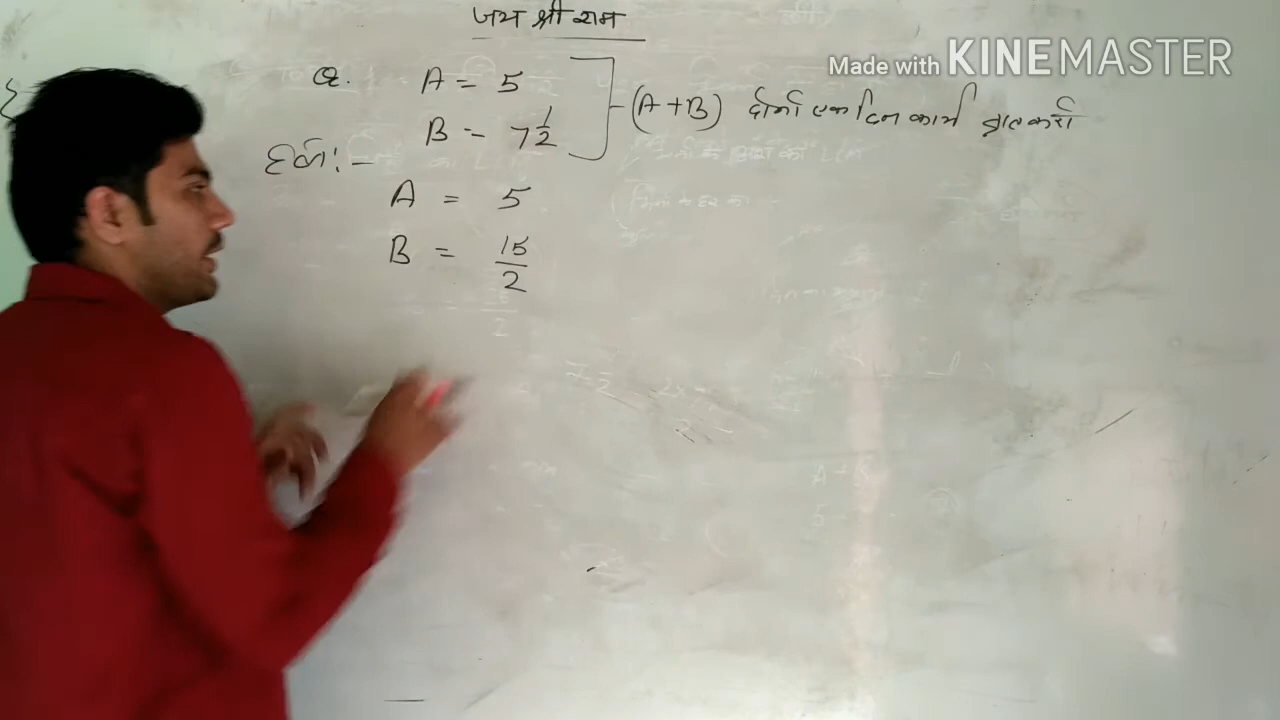 जय श्री राम
Made with KINEMASTER
Q. A = 5
B = 7 1/2
(A+B) दोनो एक दिन कार्य ज्ञात करो
हल :-
A = 5
B = 15/2